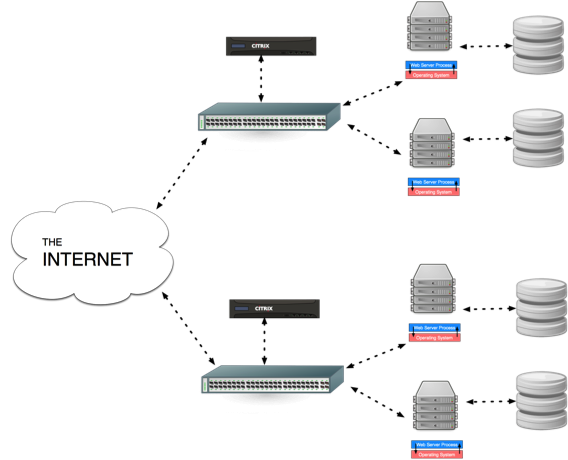 CITRIX
Web Server Process
Operating System
Web Server Process
Operating System
THE
INTERNET
CITRIX
Web Server Process
Operating System
Web Server Process
Operating System